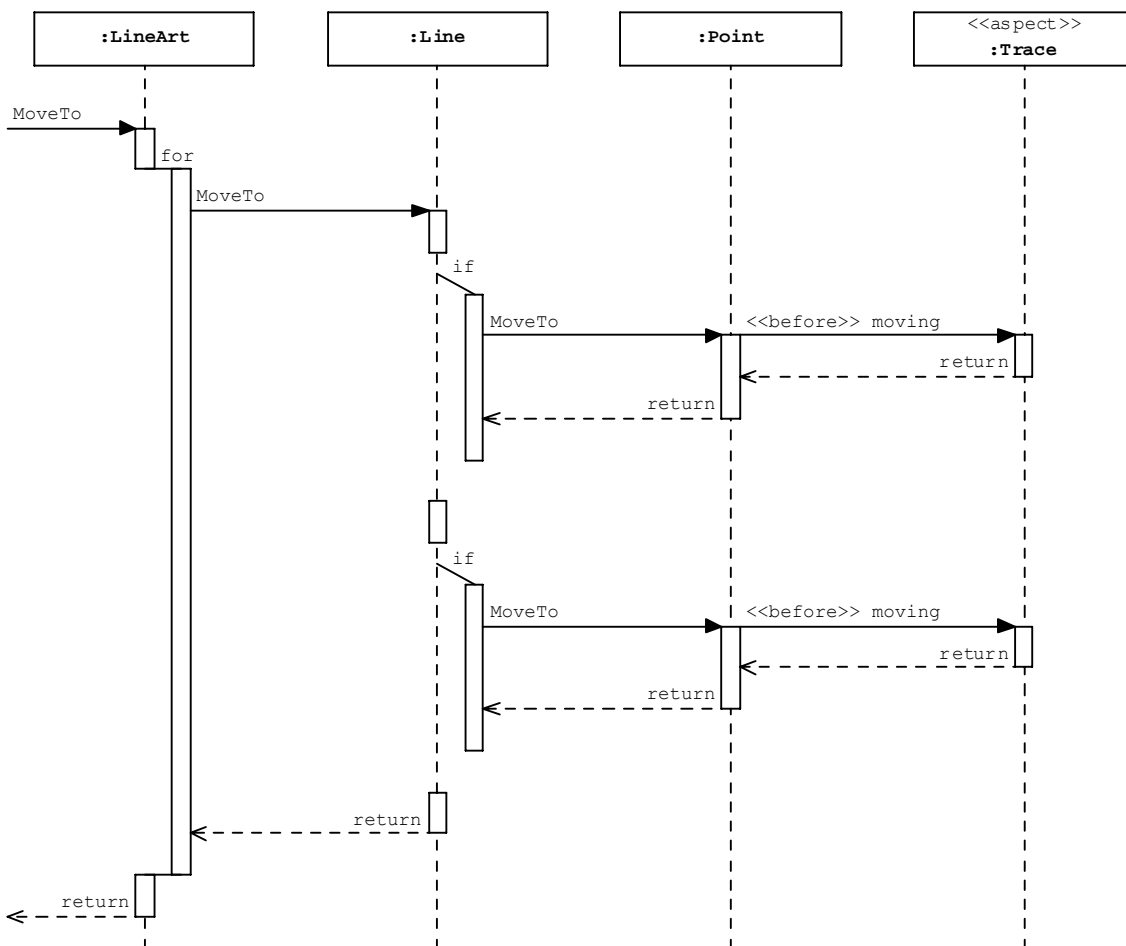 :LineArt
:Line
:Point
<<aspect>>
:Trace
MoveTo
for
MoveTo
if
MoveTo
<<before>> moving
return
return
if
MoveTo
<<before>> moving
return
return
return
return